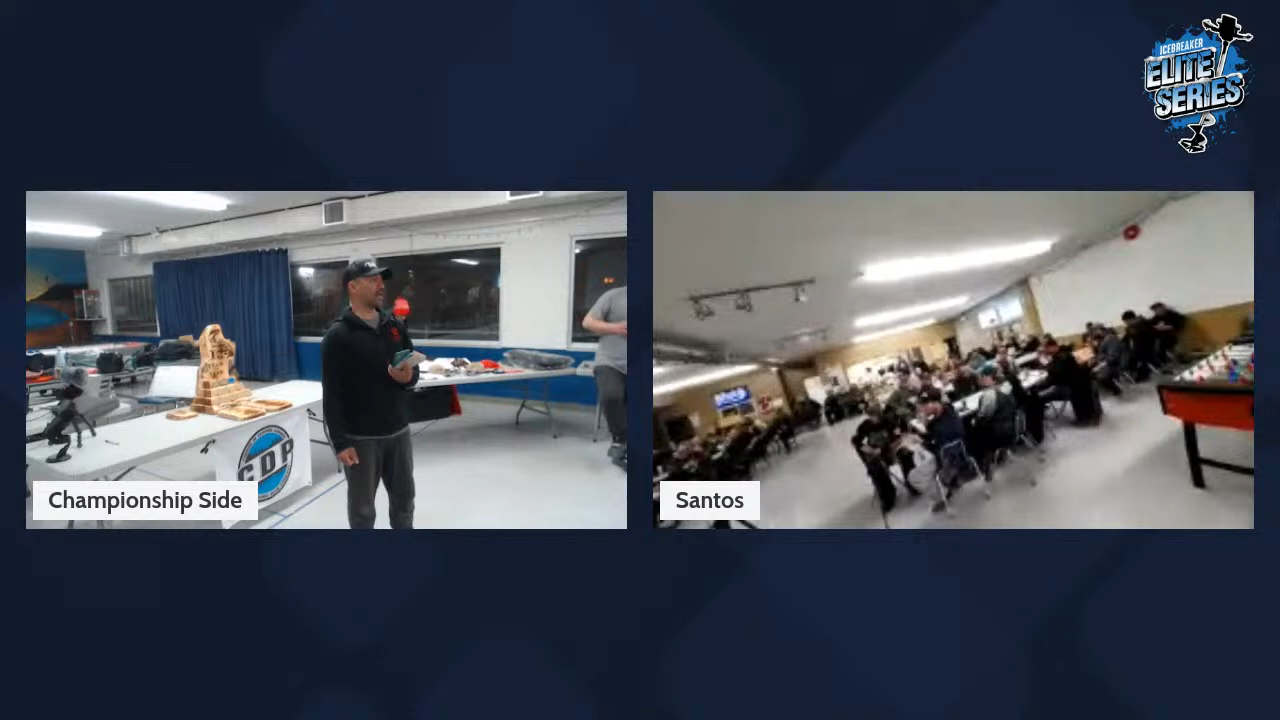 ICEBREAKER
ELITE
SERIES
CDP
Championship Side
Santos